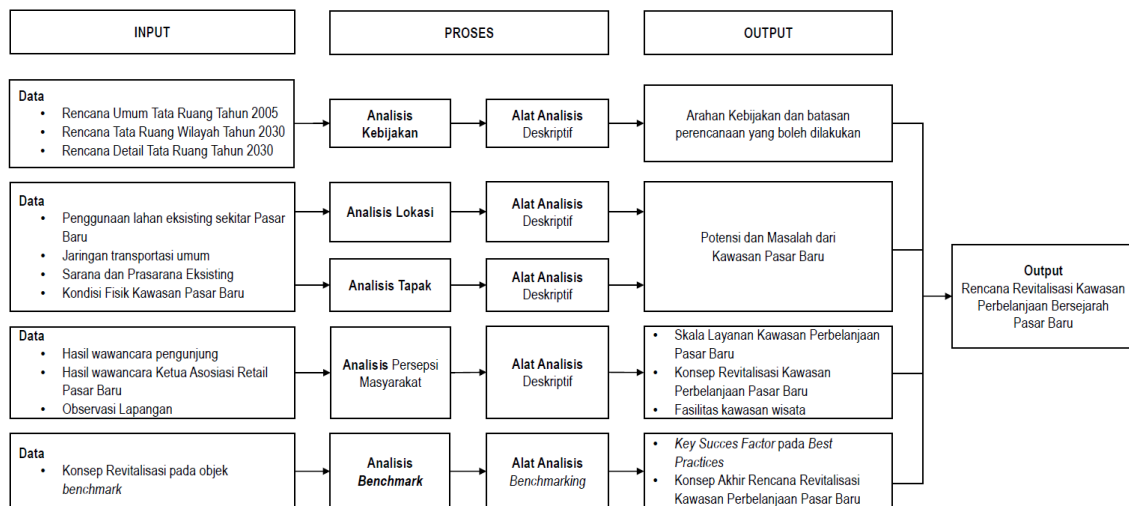 INPUT
PROSES
OUTPUT
Data
• Rencana Umum Tata Ruang Tahun 2005
• Rencana Tata Ruang Wilayah Tahun 2030
• Rencana Detail Tata Ruang Tahun 2030
Analisis
Kebijakan
Alat Analisis
Deskriptif
Arahan Kebijakan dan batasan
perencanaan yang boleh dilakukan
Data
• Penggunaan lahan eksisting sekitar Pasar
Baru
• Jaringan transportasi umum
• Sarana dan Prasarana Eksisting
• Kondisi Fisik Kawasan Pasar Baru
Analisis Lokasi
Alat Analisis
Deskriptif
Analisis Tapak
Alat Analisis
Deskriptif
Potensi dan Masalah dari
Kawasan Pasar Baru
Data
• Hasil wawancara pengunjung
• Hasil wawancara Ketua Asosiasi Retail
Pasar Baru
• Observasi Lapangan
Analisis Persepsi
Masyarakat
Alat Analisis
Deskriptif
• Skala Layanan Kawasan Perbelanjaan
Pasar Baru
• Konsep Revitalisasi Kawasan
Perbelanjaan Pasar Baru
• Fasilitas kawasan wisata
Data
• Konsep Revitalisasi pada objek
benchmark
Analisis
Benchmark
Alat Analisis
Benchmarking
• Key Succes Factor pada Best
Practices
• Konsep Akhir Rencana Revitalisasi
Kawasan Perbelanjaan Pasar Baru
Output
Rencana Revitalisasi Kawasan
Perbelanjaan Bersejarah
Pasar Baru